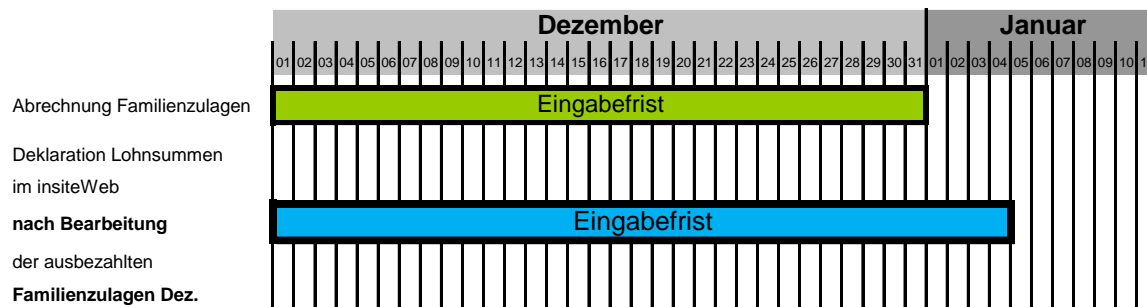 Dezember Januar
01 02 03 04 05 06 07 08 09 10 11 12 13 14 15 16 17 18 19 20 21 22 23 24 25 26 27 28 29 30 31 01 02 03 04 05 06 07 08 09 10 1
Abrechnung Familienzulagen Eingabefrist
Deklaration Lohnsummen
im insiteWeb
nach Bearbeitung Eingabefrist
der ausbezahlten
Familienzulagen Dez.